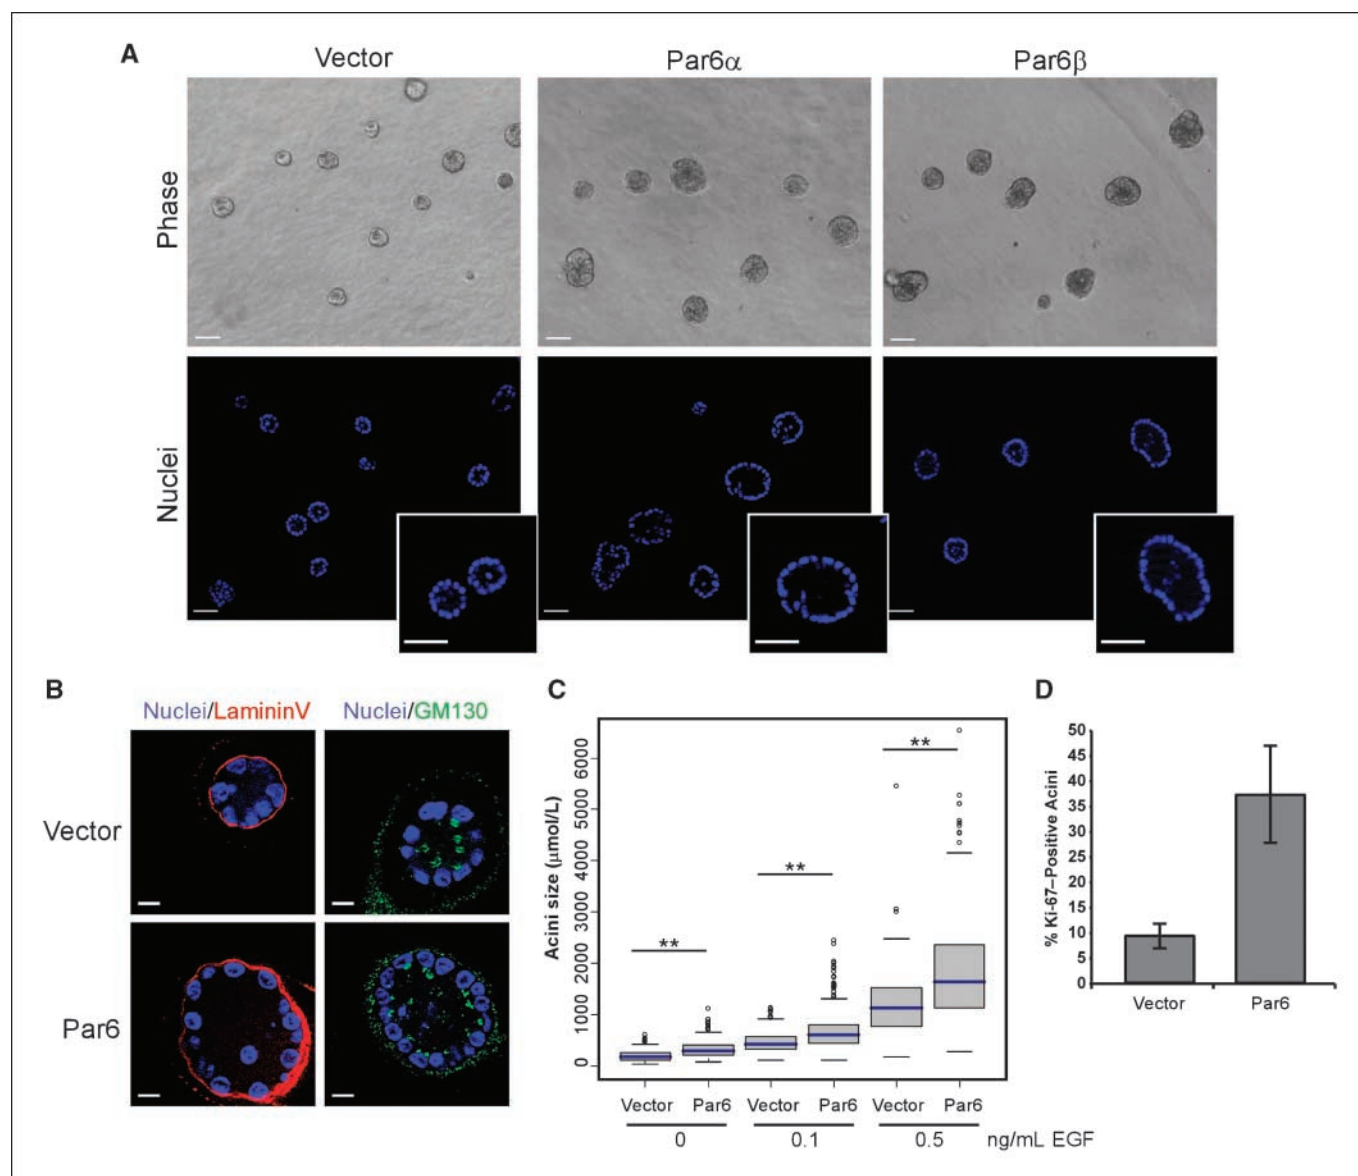 A
Vector
Par6α
Par6β
Phase
Nuclei
B
Nuclei/LamininV
Nuclei/GM130
Vector
Par6
C
Acini size (μmol/L)
6000
5000
4000
3000
2000
1000
0
**
**
**
Vector Par6 Vector Par6 Vector Par6
0 0.1 0.5 ng/mL EGF
D
% Ki-67–Positive Acini
50
45
40
35
30
25
20
15
10
5
0
Vector Par6